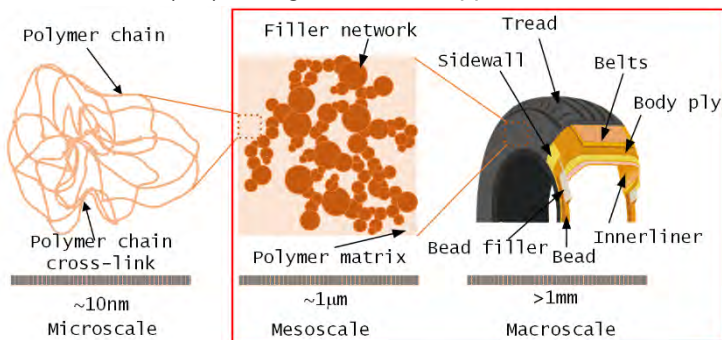 Polymer chain
Polymer chain
cross-link
~10nm
Microscale
Filler network
Polymer matrix
~1μm
Mesoscale
Tread
Sidewall
Belts
Body ply
Innerliner
Bead filler
Bead
>1mm
Macroscale